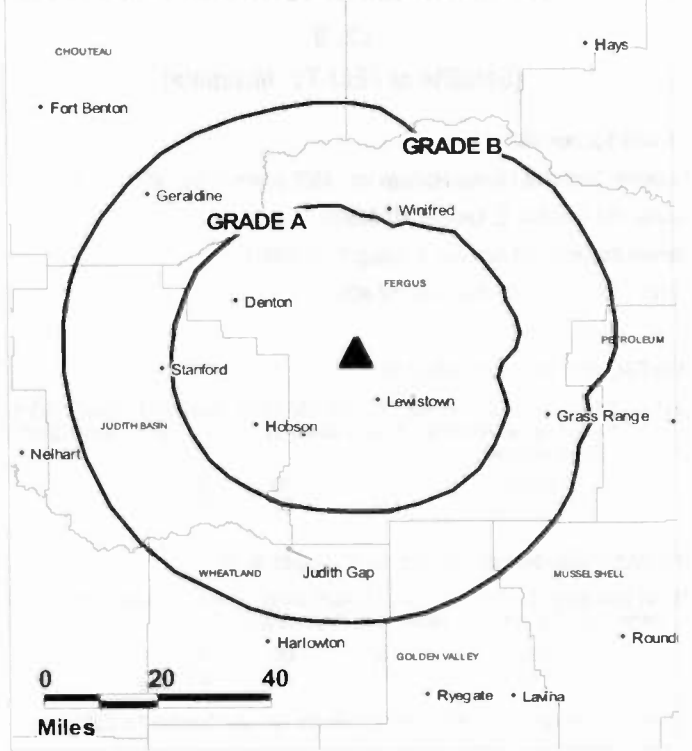 Hays
CHOUTEAU
Fort Benton
GRADE B
Geraldine
Winifred
GRADE A
FERGUS
Denton
PETROLEUM
Stanford
Lewistown
Grass Range
JUDITH BASIN
Hobson
Neihart
WHEATLAND
Judith Gap
MUSSELSHELL
Harlowton
Round
GOLDEN VALLEY
0 20 40
Ryegate
Lavina
Miles